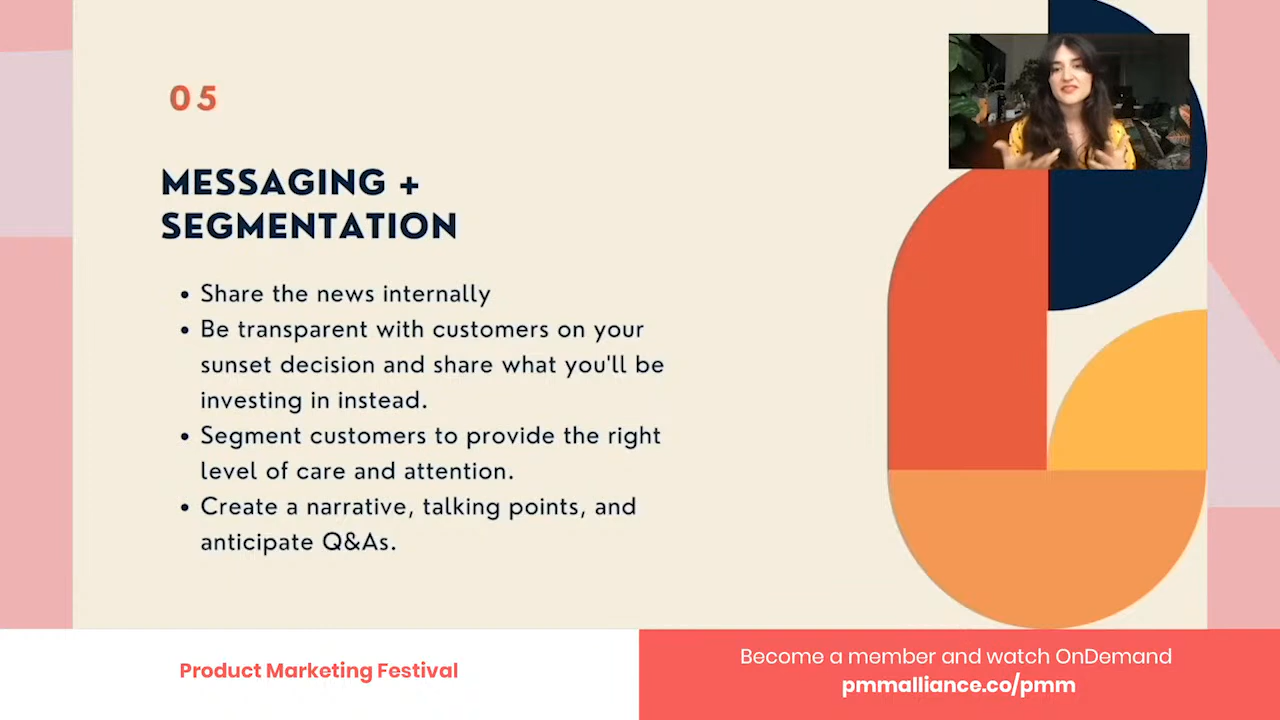 05
MESSAGING +
SEGMENTATION
• Share the news internally
• Be transparent with customers on your
sunset decision and share what you'll be
investing in instead.
• Segment customers to provide the right
level of care and attention.
• Create a narrative, talking points, and
anticipate Q&As.
Product Marketing Festival
Become a member and watch OnDemand
pmmalliance.co/pmm